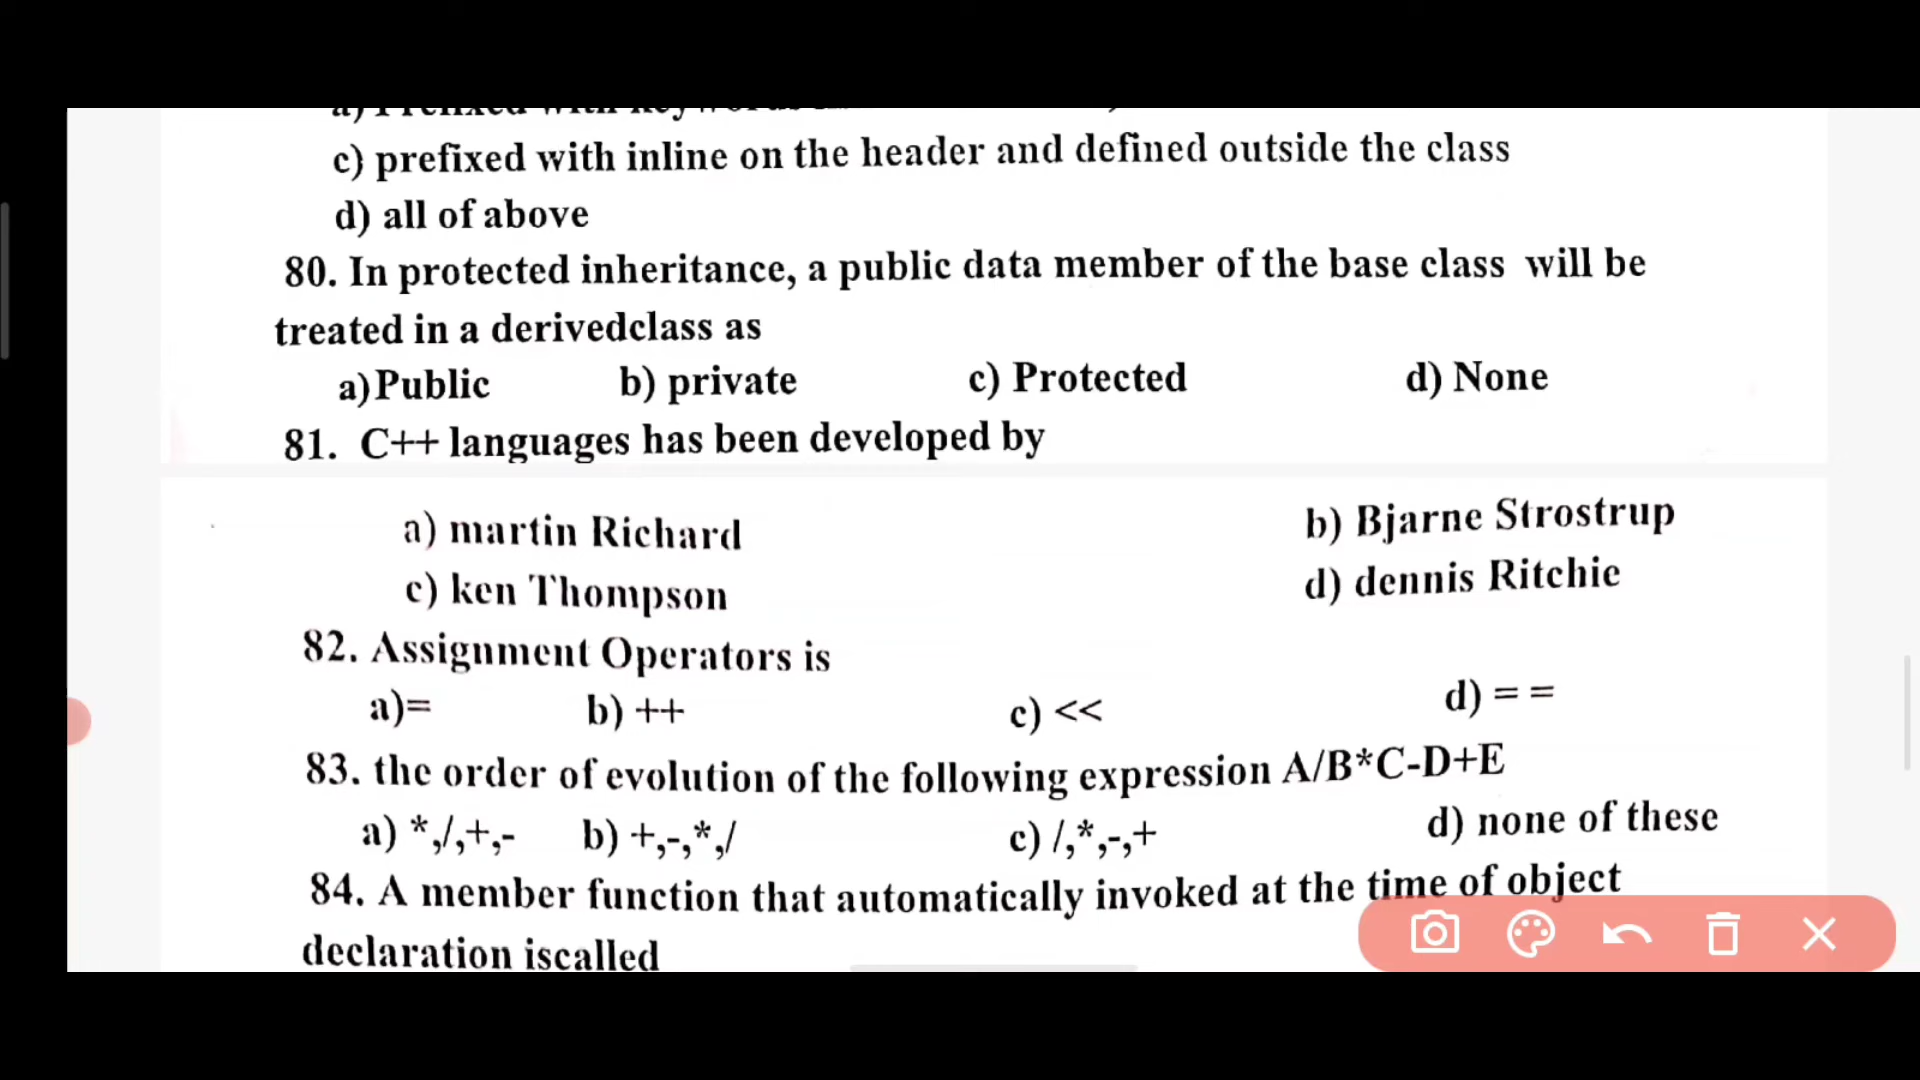 a) Prefixed with keywords
c) prefixed with inline on the header and defined outside the class
d) all of above
80. In protected inheritance, a public data member of the base class will be
treated in a derivedclass as
a)Public b) private c) Protected d) None
81. C++ languages has been developed by
a) martin Richard b) Bjarne Strostrup
c) ken Thompson d) dennis Ritchie
82. Assignment Operators is
a)= b) ++ c) << d) = =
83. the order of evolution of the following expression A/B*C-D+E
a) *,/,+,- b) +,-,*,/ c) /,*,-,+ d) none of these
84. A member function that automatically invoked at the time of object
declaration iscalled